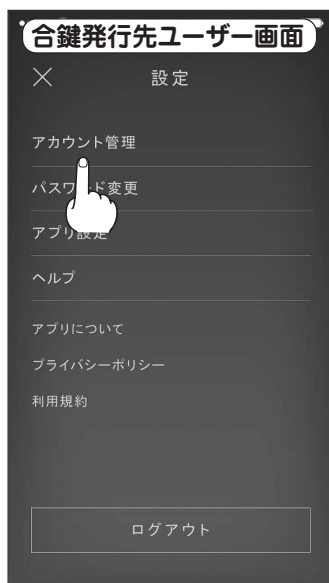 合鍵発行先ユーザー画面
設定
アカウント管理
パスワード変更
アプリ設定
ヘルプ
アプリについて
プライバシーポリシー
利用規約
ログアウト